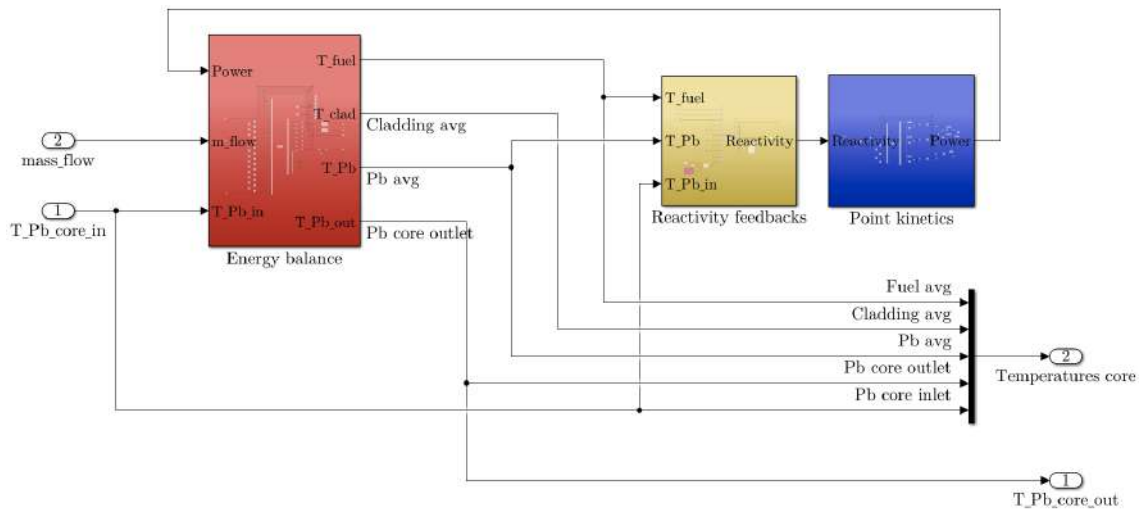 T_fuel
Power
T_fuel
T_clad
Cladding avg
2
m_flow
T_Pb
Reactivity
Reactivity
Power
mass_flow
T_Pb
Pb avg
T_Pb_in
1
T_Pb_in
Reactivity feedbacks
Point kinetics
T_Pb_core_in
T_Pb_out
Pb core outlet
Energy balance
Fuel avg
Cladding avg
Pb avg
2
Pb core outlet
Temperatures core
Pb core inlet
1
T_Pb_core_out